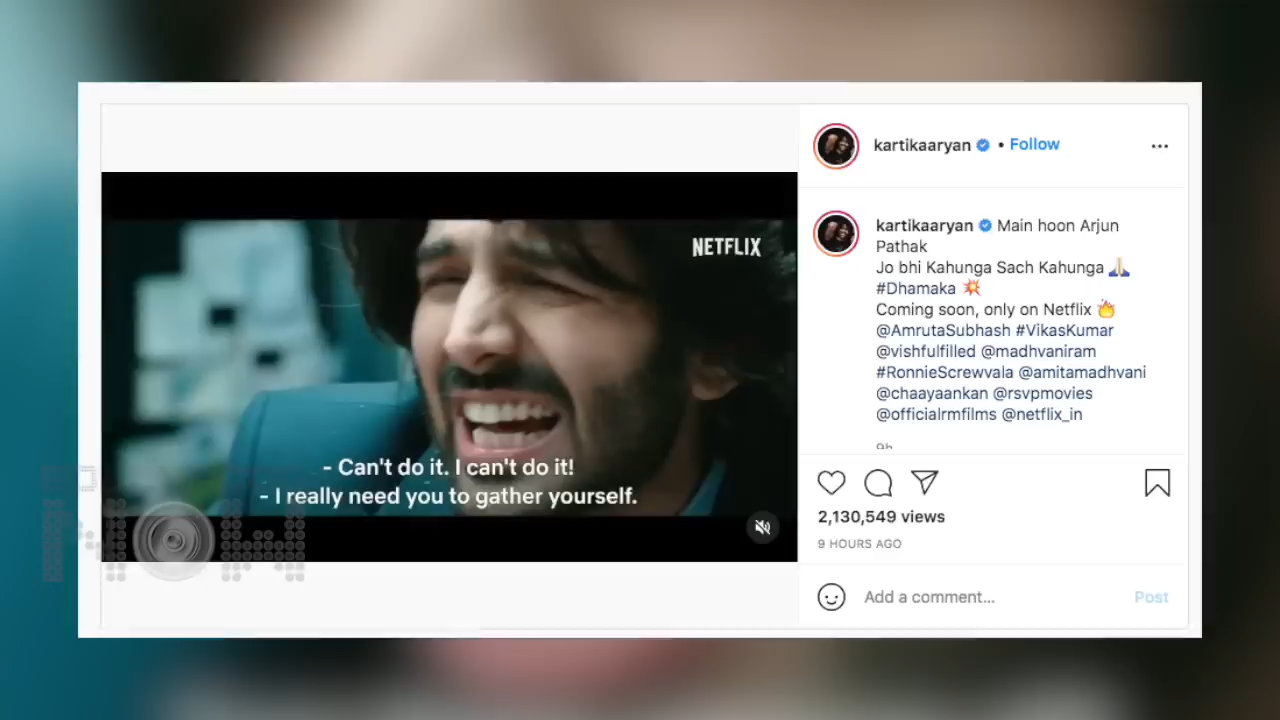 kartikaaryan • Follow
kartikaaryan Main hoon Arjun
Pathak
Jo bhi Kahunga Sach Kahunga 🙏🏻
#Dhamaka 💥
Coming soon, only on Netflix 🔥
@AmrutaSubhash #VikasKumar
@vishfulfilled @madhvaniram
#RonnieScrewvala @amitamadhvani
@chaayaankan @rsvpmovies
@officialrmfilms @netflix_in
9h
NETFLIX
- Can't do it. I can't do it!
- I really need you to gather yourself.
2,130,549 views
9 HOURS AGO
Add a comment... Post